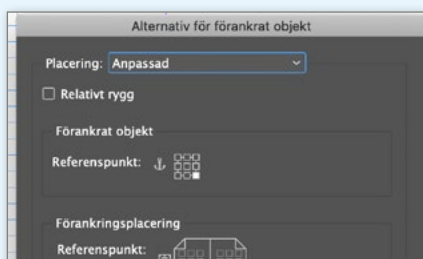 Alternativ för förankrat objekt
Placering: Anpassad
Relativt rygg
Förankrat objekt
Referenspunkt:
Förankringsplacering
Referenspunkt: